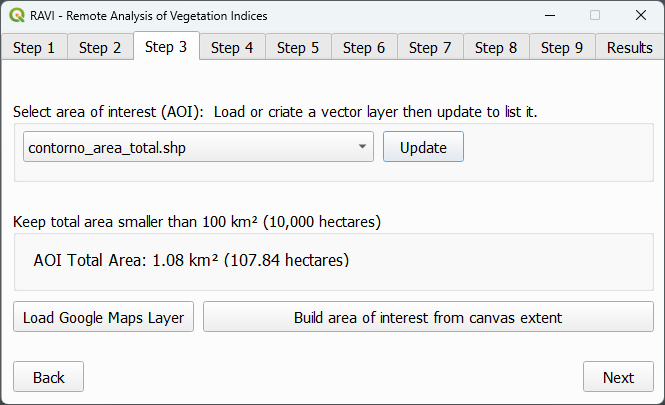 RAVI - Remote Analysis of Vegetation Indices
Step 1 Step 2 Step 3 Step 4 Step 5 Step 6 Step 7 Step 8 Step 9 Results
Select area of interest (AOI):  Load or criate a vector layer then update to list it.
contorno_area_total.shp Update
Keep total area smaller than 100 km² (10,000 hectares)
AOI Total Area: 1.08 km² (107.84 hectares)
Load Google Maps Layer Build area of interest from canvas extent
Back Next